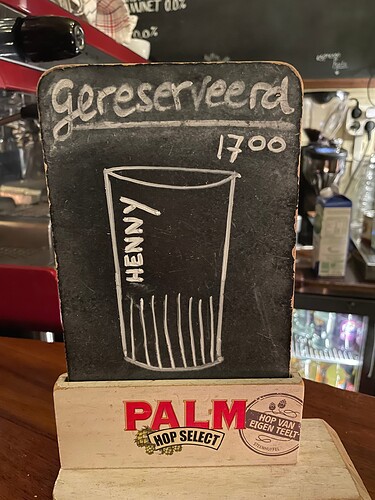 Gereserveerd
17⁰⁰
HENNY
PALM
HOP SELECT
HOP VAN
EIGEN TEELT